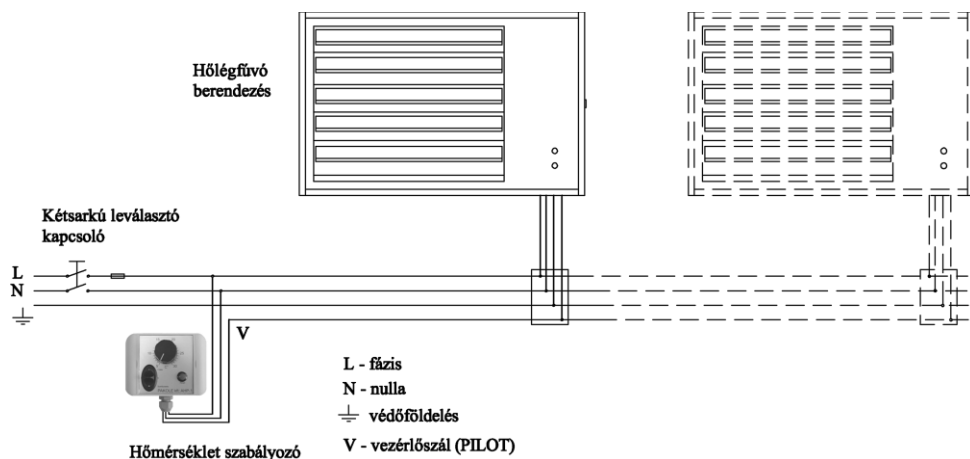 Hőlégfúvó
berendezés
Kétsarkú leválasztó
kapcsoló
L
N
V
L - fázis
N - nulla
védőföldelés
V - vezérlőszál (PILOT)
Hőmérséklet szabályozó